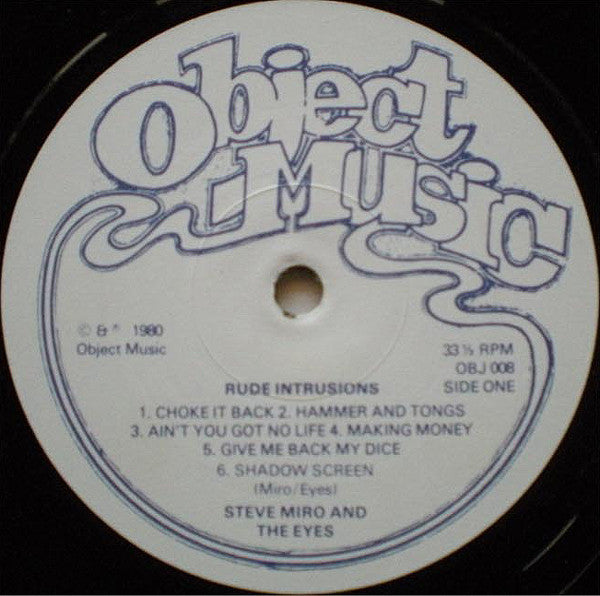 Object
Music
© & ℗ 1980
Object Music
33 ⅓ RPM
OBJ 008
SIDE ONE
RUDE INTRUSIONS
1. CHOKE IT BACK 2. HAMMER AND TONGS
3. AIN'T YOU GOT NO LIFE 4. MAKING MONEY
5. GIVE ME BACK MY DICE
6. SHADOW SCREEN
(Miro/Eyes)
STEVE MIRO AND
THE EYES